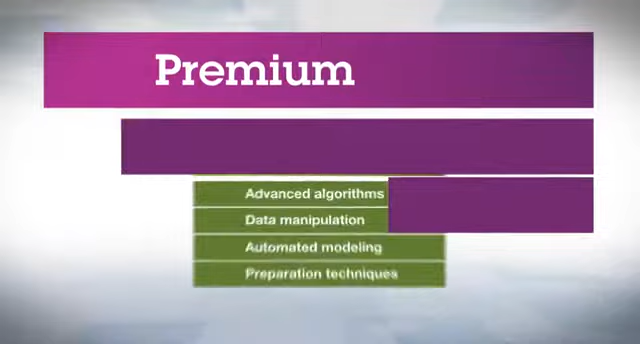 Premium
Advanced algorithms
Data manipulation
Automated modeling
Preparation techniques